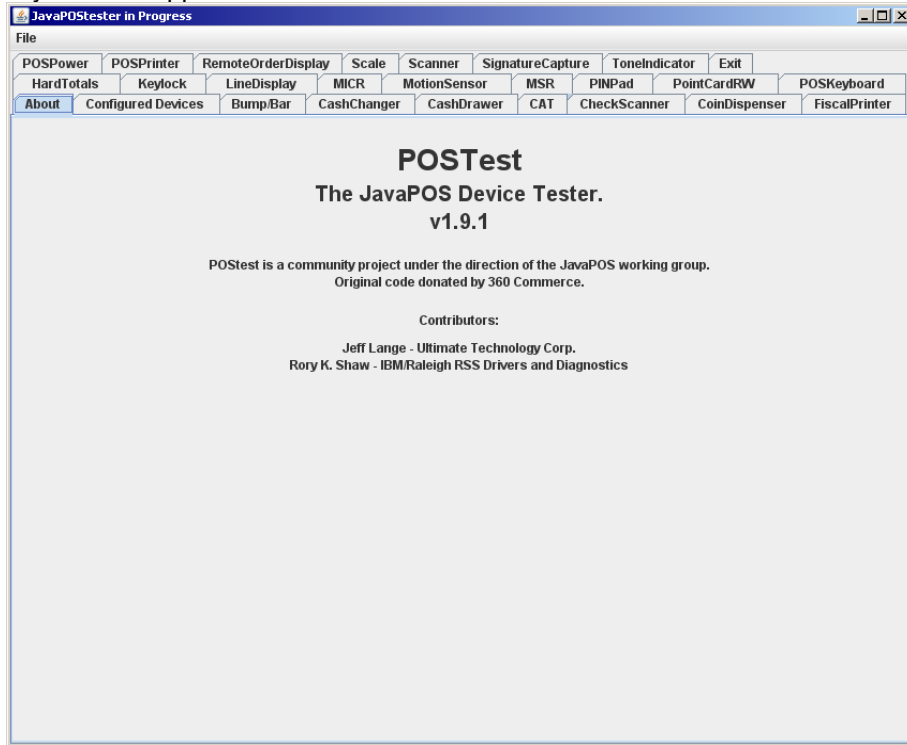 JavaPOStester in Progress
File
POSPower POSPrinter RemoteOrderDisplay Scale Scanner SignatureCapture ToneIndicator Exit
HardTotals Keylock LineDisplay MICR MotionSensor MSR PINPad PointCardRW POSKeyboard
About Configured Devices Bump/Bar CashChanger CashDrawer CAT CheckScanner CoinDispenser FiscalPrinter
POSTest
The JavaPOS Device Tester.
v1.9.1
POStest is a community project under the direction of the JavaPOS working group.
Original code donated by 360 Commerce.
Contributors:
Jeff Lange - Ultimate Technology Corp.
Rory K. Shaw - IBM/Raleigh RSS Drivers and Diagnostics